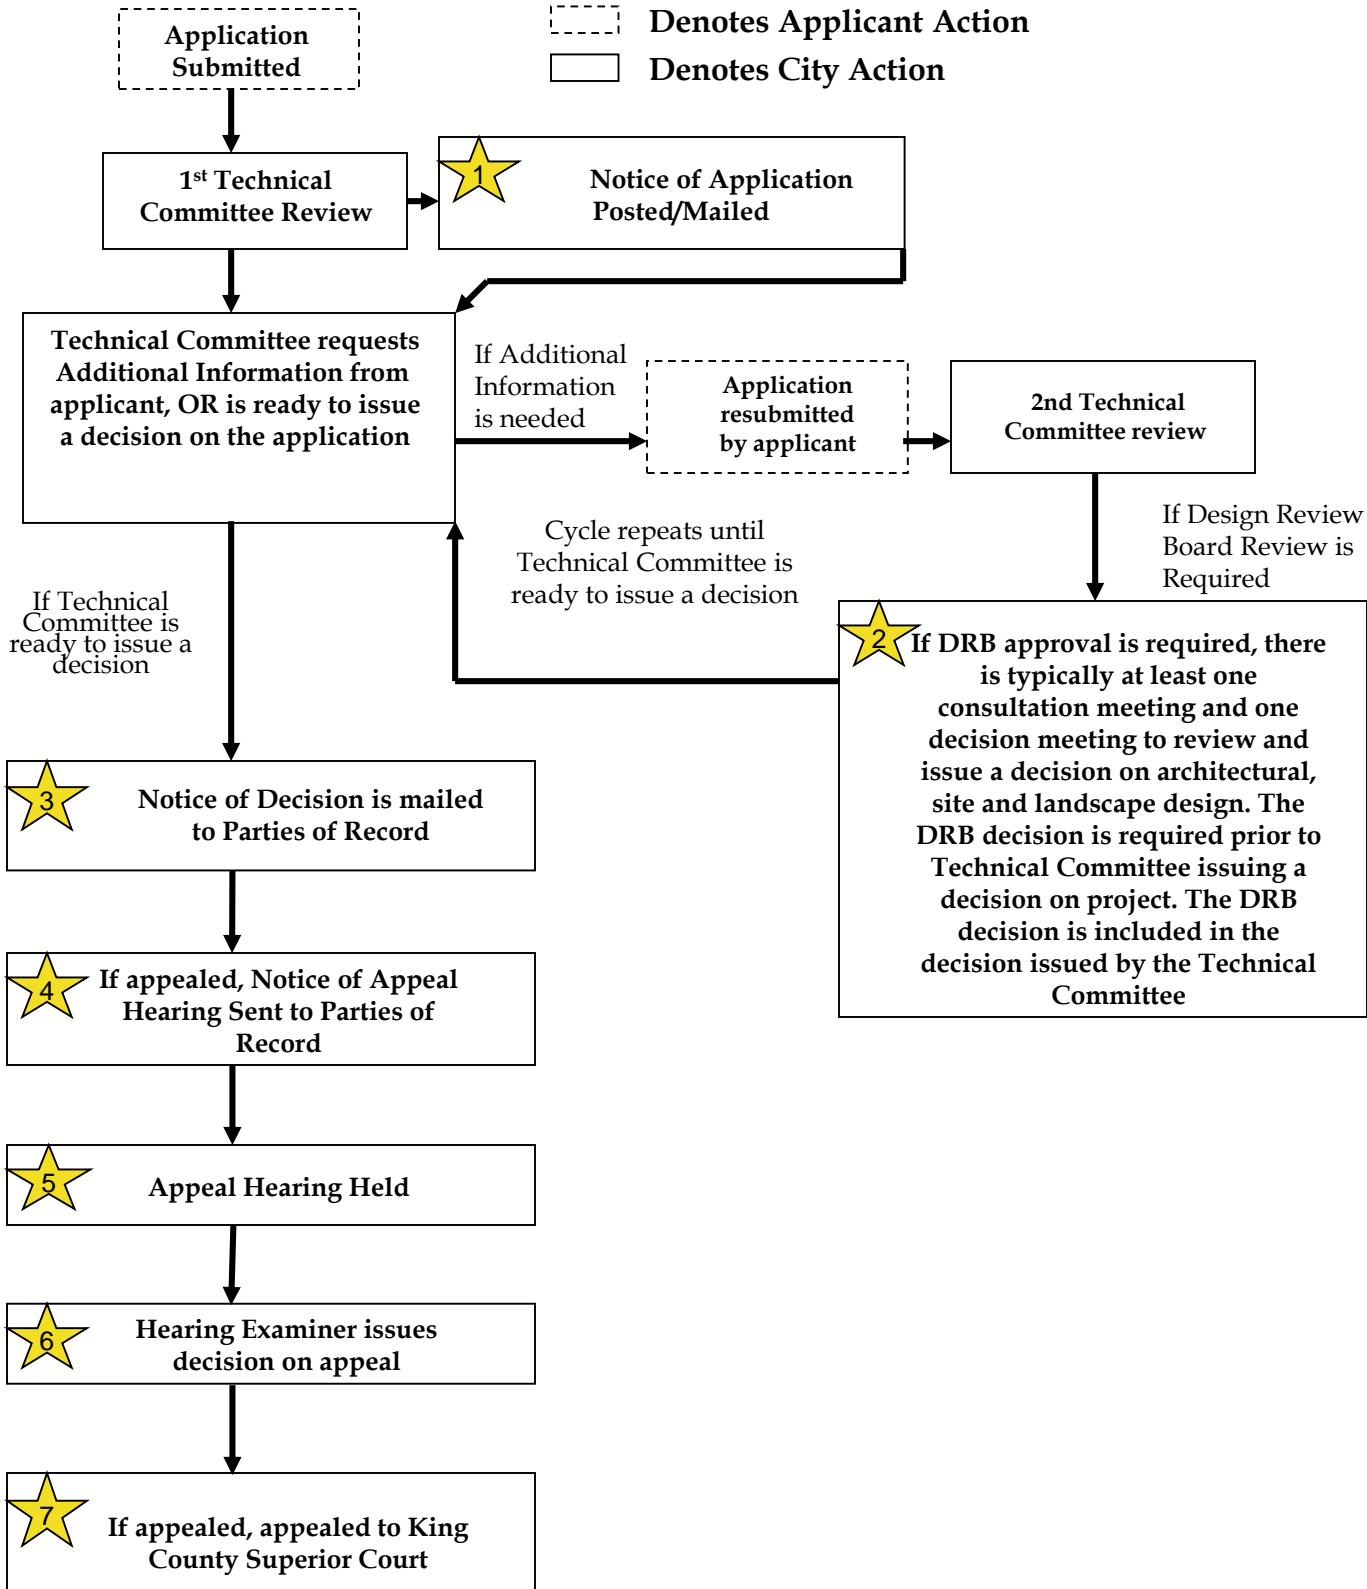 Application
Submitted
Denotes Applicant Action
Denotes City Action
1st Technical
Committee Review
1
Notice of Application
Posted/Mailed
Technical Committee requests
Additional Information from
applicant, OR is ready to issue
a decision on the application
If Additional
Information
is needed
Application
resubmitted
by applicant
2nd Technical
Committee review
If Design Review
Board Review is
Required
Cycle repeats until
Technical Committee is
ready to issue a decision
If Technical
Committee is
ready to issue a
decision
2
If DRB approval is required, there
is typically at least one
consultation meeting and one
decision meeting to review and
issue a decision on architectural,
site and landscape design. The
DRB decision is required prior to
Technical Committee issuing a
decision on project. The DRB
decision is included in the
decision issued by the Technical
Committee
3
Notice of Decision is mailed
to Parties of Record
4
If appealed, Notice of Appeal
Hearing Sent to Parties of
Record
5
Appeal Hearing Held
6
Hearing Examiner issues
decision on appeal
7
If appealed, appealed to King
County Superior Court